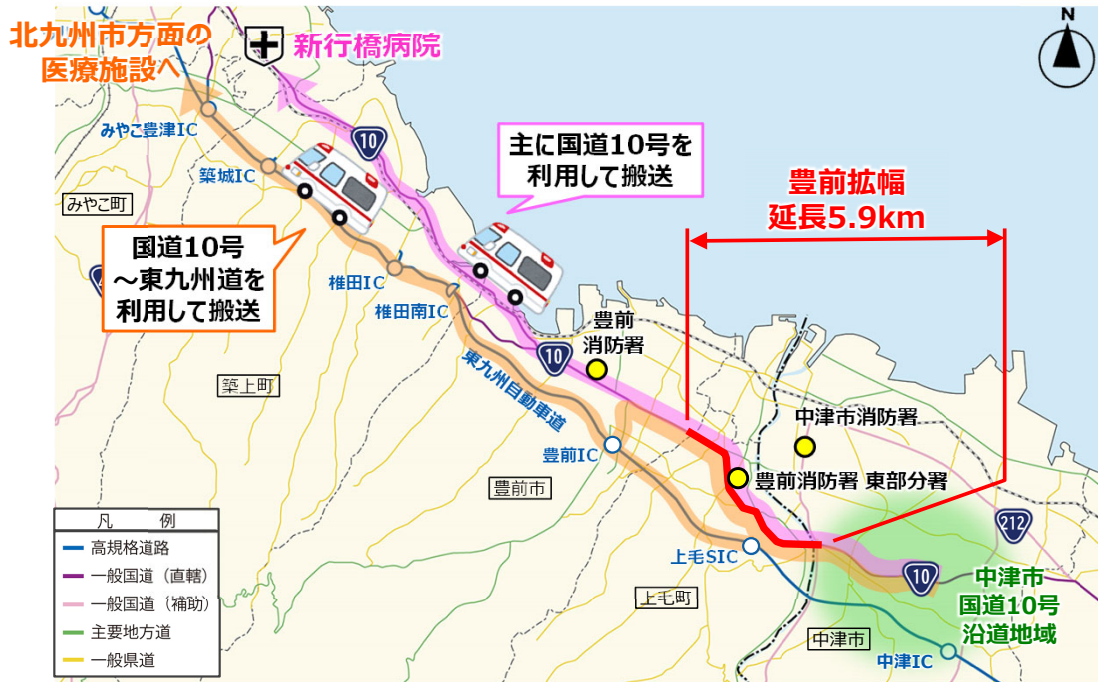 北九州市方面の
医療施設へ
新行橋病院
N
みやこ豊津IC
10
主に国道10号を
利用して搬送
豊前拡幅
延長5.9km
築城IC
みやこ町
国道10号
~東九州道を
利用して搬送
椎田IC
椎田南IC
豊前
消防署
10
東九州自動車道
築上町
中津市消防署
豊前IC
豊前消防署 東部分署
豊前市
212
上毛SIC
10
中津市
国道10号
沿道地域
上毛町
中津市
中津IC
凡 例
高規格道路
一般国道(直轄)
一般国道(補助)
主要地方道
一般県道